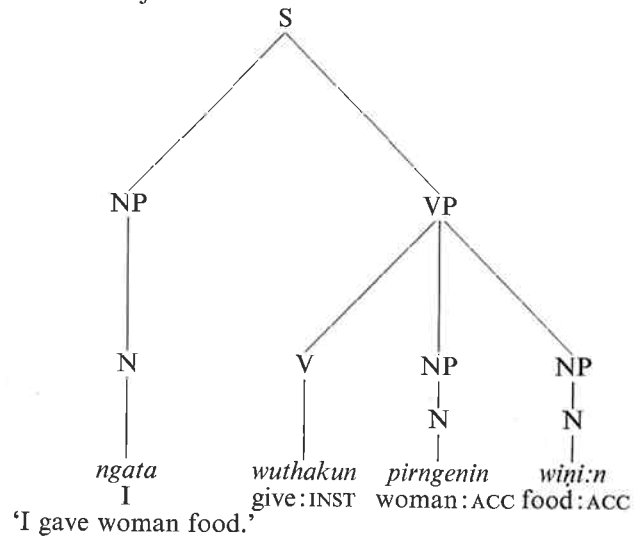 S
NP VP
N V NP NP
N N
ngata wuthakun pirngenin wiṇi:n
I give:INST woman:ACC food:ACC
‘I gave woman food.’